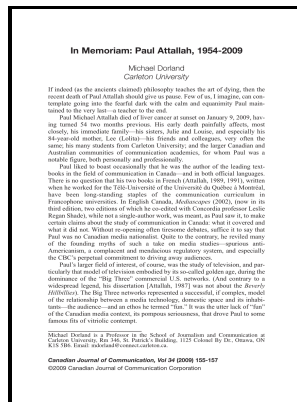 In Memoriam: Paul Attallah, 1954-2009
Michael Dorland
Carleton University
If indeed (as the ancients claimed) philosophy teaches the art of dying, then the
recent death of Paul Attallah should give us pause. Few of us, I imagine, can con-
template going into the fearful dark with the calm and equanimity Paul main-
tained to the very last—a teacher to the end.
Paul Michael Attallah died of liver cancer at sunset on January 9, 2009, hav-
ing turned 54 two months previous. His early death painfully affects, most
closely, his immediate family—his sisters, Julie and Louise, and especially his
84-year-old mother, Lee (Lolita)—his friends and colleagues, very often the
same; his many students from Carleton University; and the larger Canadian and
Australian communities of communication academics, for whom Paul was a
notable figure, both personally and professionally.
Paul liked to boast occasionally that he was the author of the leading text-
books in the field of communication in Canada—and in both official languages.
There is no question that his two books in French (Attallah, 1989, 1991), written
when he worked for the Télé-Université of the Université du Québec à Montréal,
have been long-standing staples of the communication curriculum in
Francophone universities. In English Canada, Mediascapes (2002), (now in its
third edition, two editions of which he co-edited with Concordia professor Leslie
Regan Shade), while not a single-author work, was meant, as Paul saw it, to make
certain claims about the study of communication in Canada: what it covered and
what it did not. Without re-opening often tiresome debates, suffice it to say that
Paul was no Canadian media nationalist. Quite to the contrary, he reviled many
of the founding myths of such a take on media studies—spurious anti-
Americanism, a complacent and mendacious regulatory system, and especially
the CBC's perpetual commitment to driving away audiences.
Paul's larger field of interest, of course, was the study of television, and par-
ticularly that model of television embodied by its so-called golden age, during the
dominance of the "Big Three" commercial U.S. networks. (And contrary to a
widespread legend, his dissertation [Attallah, 1987] was not about the Beverly
Hillbillies). The Big Three networks represented a successful, if complex, model
of the relationship between a media technology, domestic space and its inhabi-
tants—the audience—and an ethos he termed "fun." It was the utter lack of "fun"
of the Canadian media context, its pompous seriousness, that drove Paul to some
famous fits of vitriolic contempt.
Michael Dorland is a Professor in the School of Journalism and Communication at
Carleton University, Rm 346, St. Patrick's Building, 1125 Colonel By Dr., Ottawa, ON
K1S 5B6. Email: mdorland@connect.carleton.ca.
Canadian Journal of Communication, Vol 34 (2009) 155-157
©2009 Canadian Journal of Communication Corporation